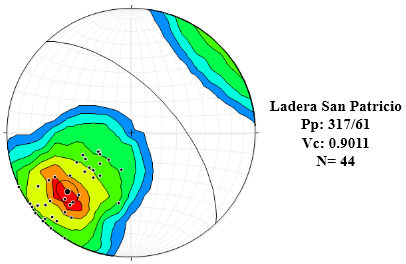 Ladera San Patricio
Pp: 317/61
Vc: 0.9011
N= 44